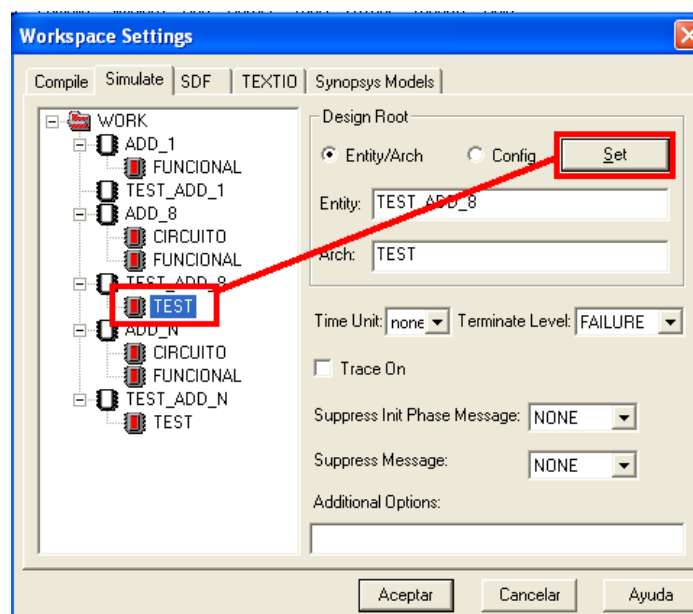 Workspace Settings
Compile Simulate SDF TEXTIO Synopsys Models
WORK
ADD_1
FUNCIONAL
TEST_ADD_1
ADD_8
CIRCUITO
FUNCIONAL
TEST_ADD_8
TEST
ADD_N
CIRCUITO
FUNCIONAL
TEST_ADD_N
TEST
Design Root
Entity/Arch Config Set
Entity: TEST_ADD_8
Arch: TEST
Time Unit: none Terminate Level: FAILURE
Trace On
Suppress Init Phase Message: NONE
Suppress Message: NONE
Additional Options:
Aceptar Cancelar Ayuda